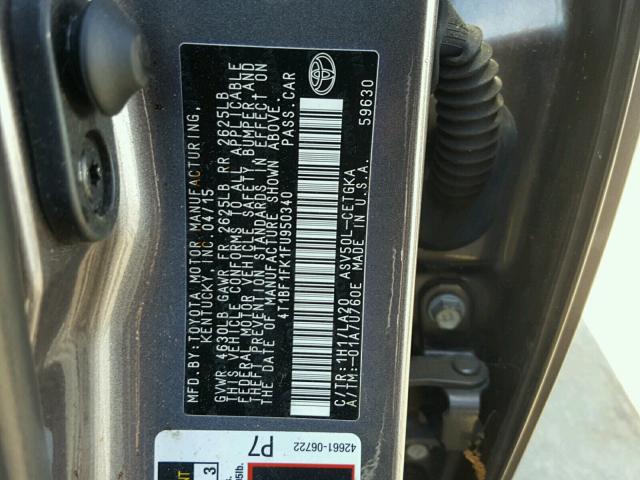 MFD. BY: TOYOTA MOTOR MANUFACTURING,
KENTUCKY, INC. 04/15
GVWR 4630LB GAWR FR 2625LB RR 2625LB
THIS VEHICLE CONFORMS TO ALL APPLICABLE
FEDERAL MOTOR VEHICLE SAFETY, BUMPER AND
THEFT PREVENTION STANDARDS IN EFFECT ON
THE DATE OF MANUFACTURE SHOWN ABOVE.
4T1BF1FK1FU950340 PASS.CAR
C/TR:1H1/LA20 ASV50L-CETGKA
A/TM:-01A/U760E MADE IN U.S.A. 59630
42661-06722
P7
3